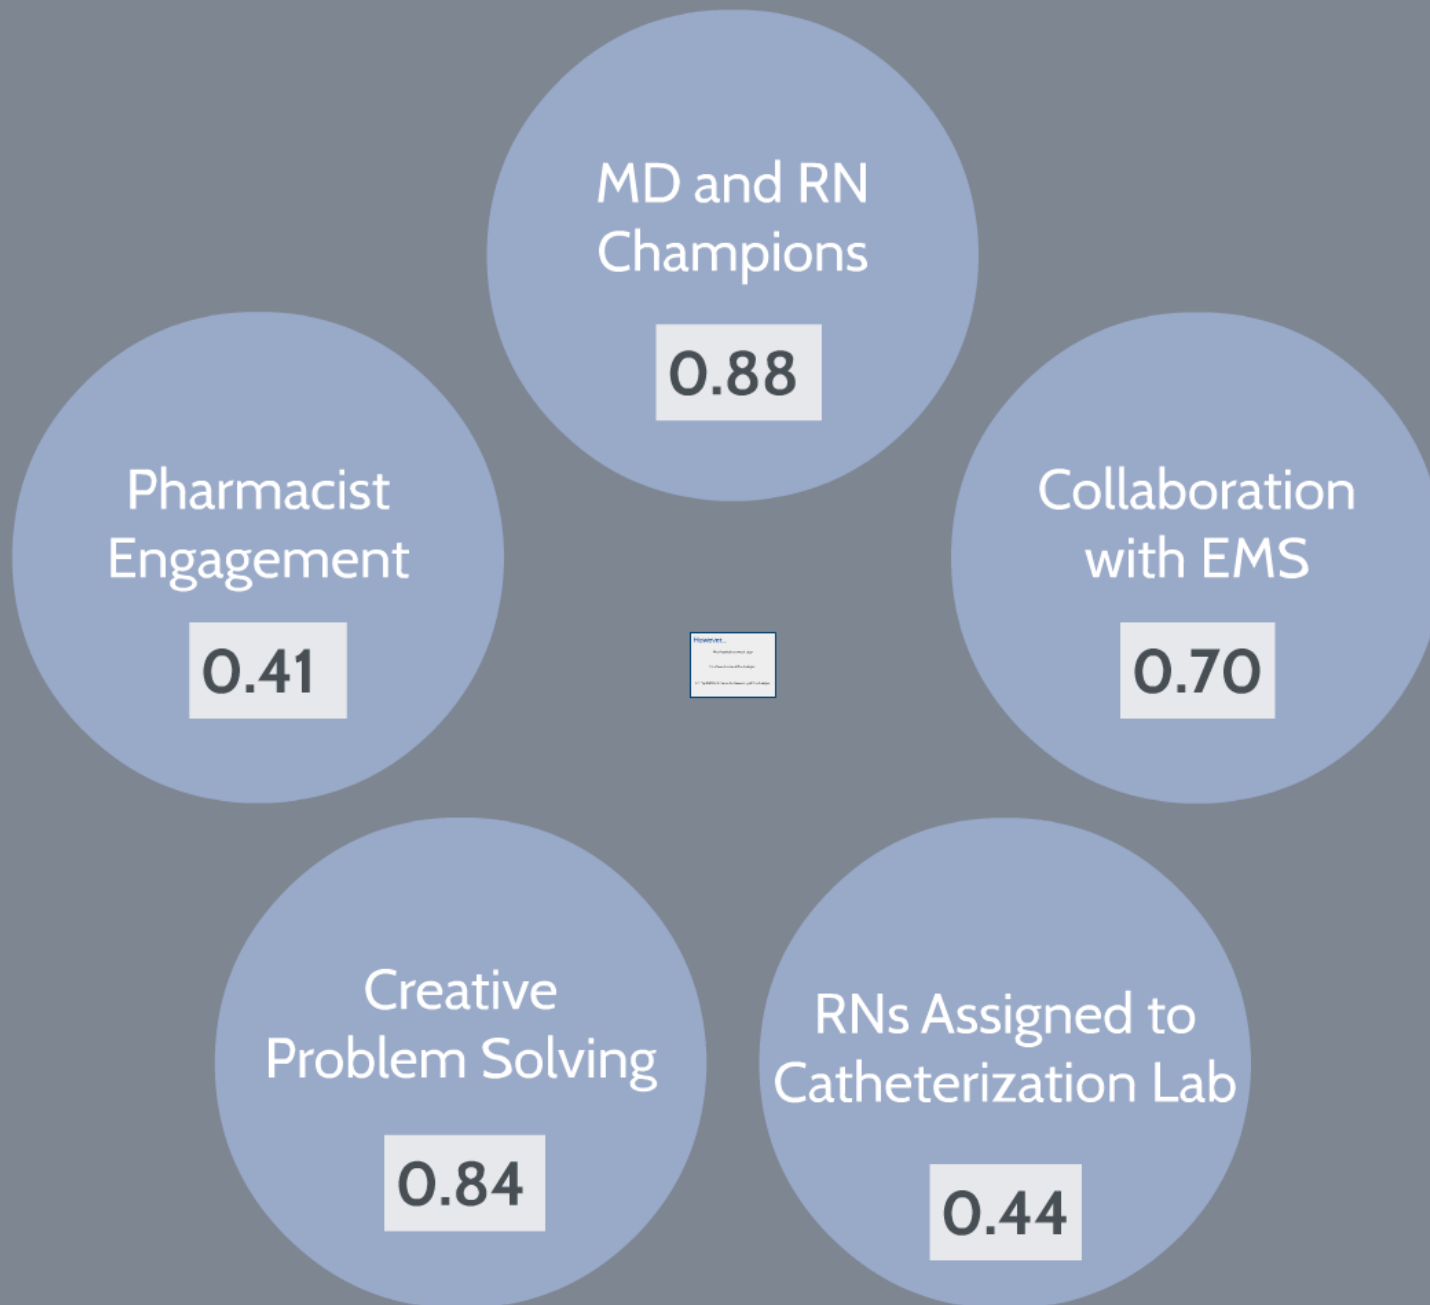 MD and RN
Champions
0.88
Pharmacist
Engagement
0.41
Collaboration
with EMS
0.70
However...
Creative
Problem Solving
0.84
RNs Assigned to
Catheterization Lab
0.44